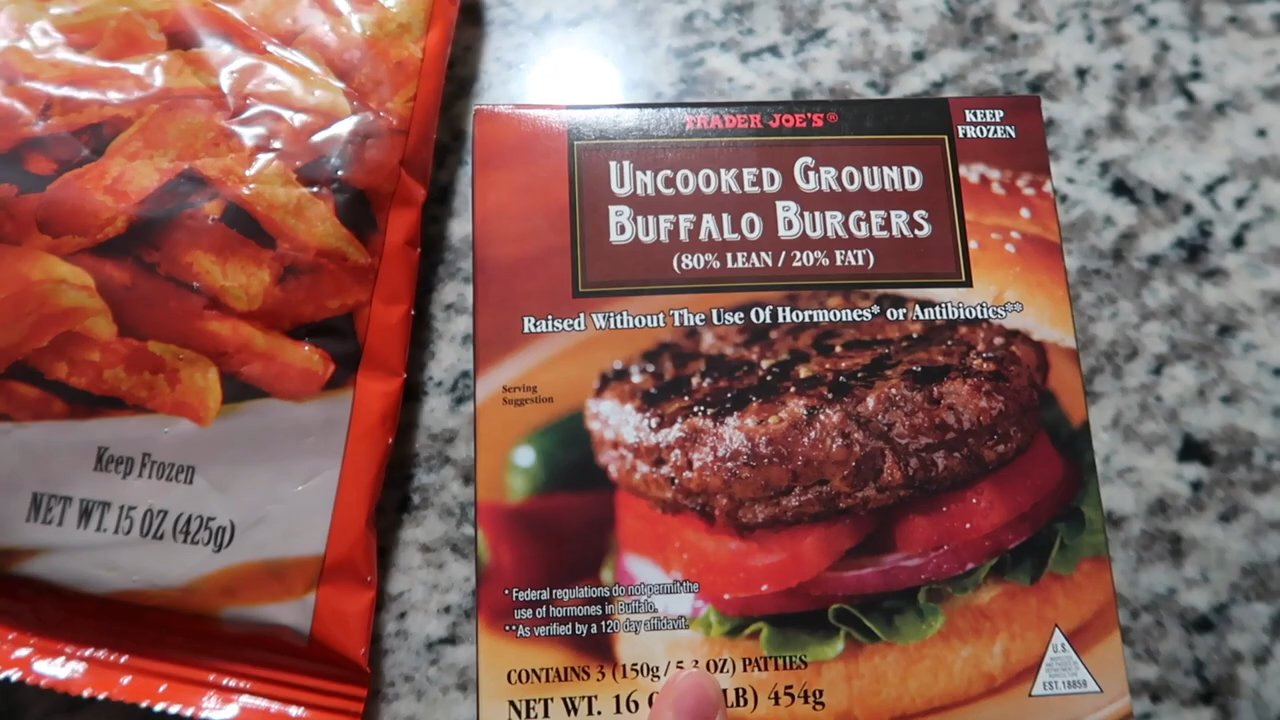 Keep Frozen
NET WT. 15 OZ (425g)
TRADER JOE'S®
KEEP
FROZEN
UNCOOKED GROUND
BUFFALO BURGERS
(80% LEAN / 20% FAT)
Raised Without The Use Of Hormones* or Antibiotics**
Serving
Suggestion
* Federal regulations do not permit the
use of hormones in Buffalo.
**As verified by a 120 day affidavit.
CONTAINS 3 (150g / 5.3 OZ) PATTIES
NET WT. 16 LB) 454g
U.S.
EST.18859